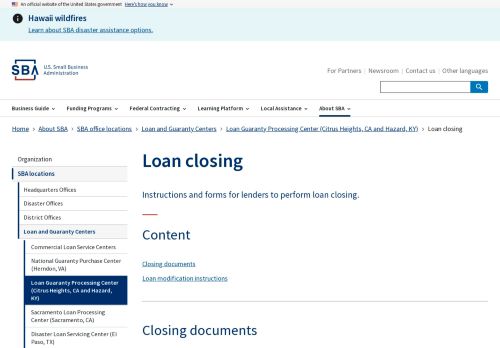 An official website of the United States government Here's how you know
Hawaii wildfires
Learn about SBA disaster assistance options.
SBA
U.S. Small Business
Administration
For Partners | Newsroom | Contact us | Other languages
Business Guide Funding Programs Federal Contracting Learning Platform Local Assistance About SBA
Home › About SBA › SBA office locations › Loan and Guaranty Centers › Loan Guaranty Processing Center (Citrus Heights, CA and Hazard, KY) › Loan closing
Organization
SBA locations
Headquarters Offices
Disaster Offices
District Offices
Loan and Guaranty Centers
Commercial Loan Service Centers
National Guaranty Purchase Center
(Herndon, VA)
Loan Guaranty Processing Center
(Citrus Heights, CA and Hazard,
KY)
Sacramento Loan Processing
Center (Sacramento, CA)
Disaster Loan Servicing Center (El
Paso, TX)
Loan closing
Instructions and forms for lenders to perform loan closing.
Content
Closing documents
Loan modification instructions
Closing documents